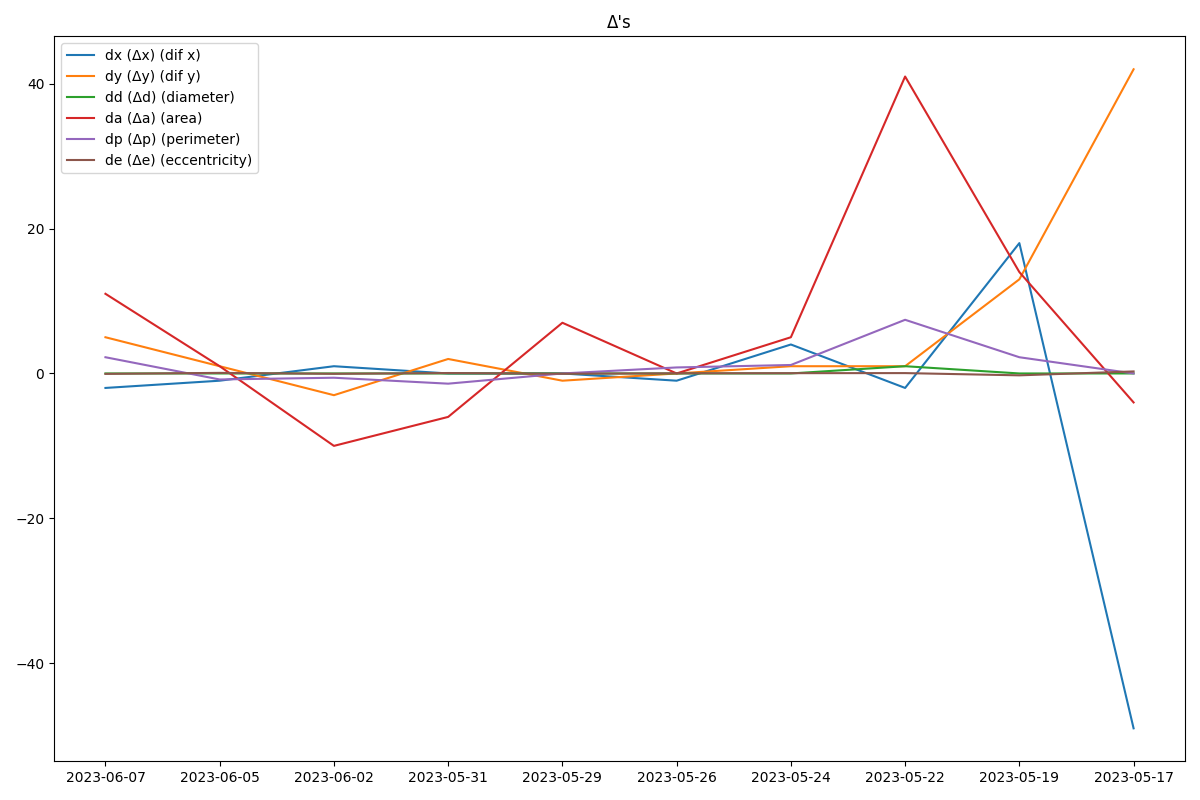 Δ's
dx (Δx) (dif x)
dy (Δy) (dif y)
dd (Δd) (diameter)
da (Δa) (area)
dp (Δp) (perimeter)
de (Δe) (eccentricity)
40
20
0
−20
−40
2023-06-07 2023-06-05 2023-06-02 2023-05-31 2023-05-29 2023-05-26 2023-05-24 2023-05-22 2023-05-19 2023-05-17